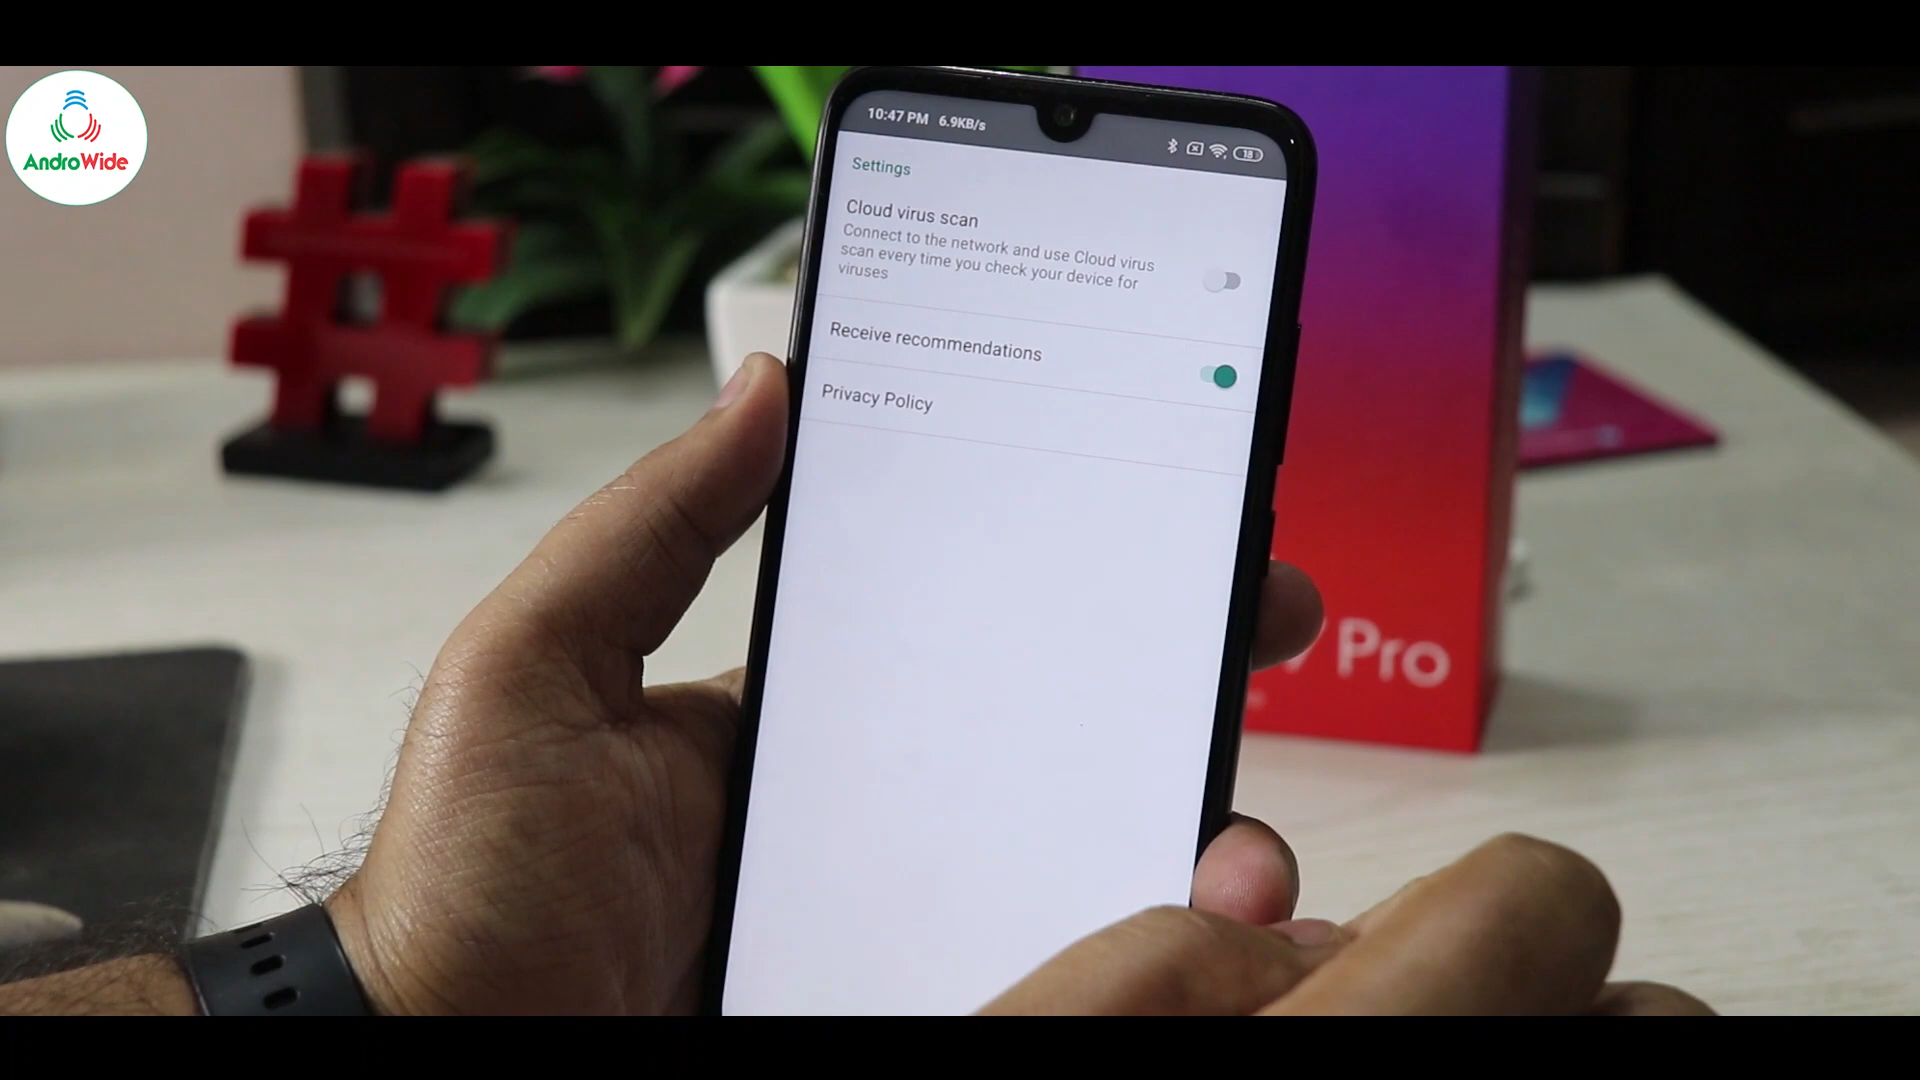 AndroWide
10:47 PM 6.9KB/s
18
Settings
Cloud virus scan
Connect to the network and use Cloud virus
scan every time you check your device for
viruses
Receive recommendations
Privacy Policy
7 Pro